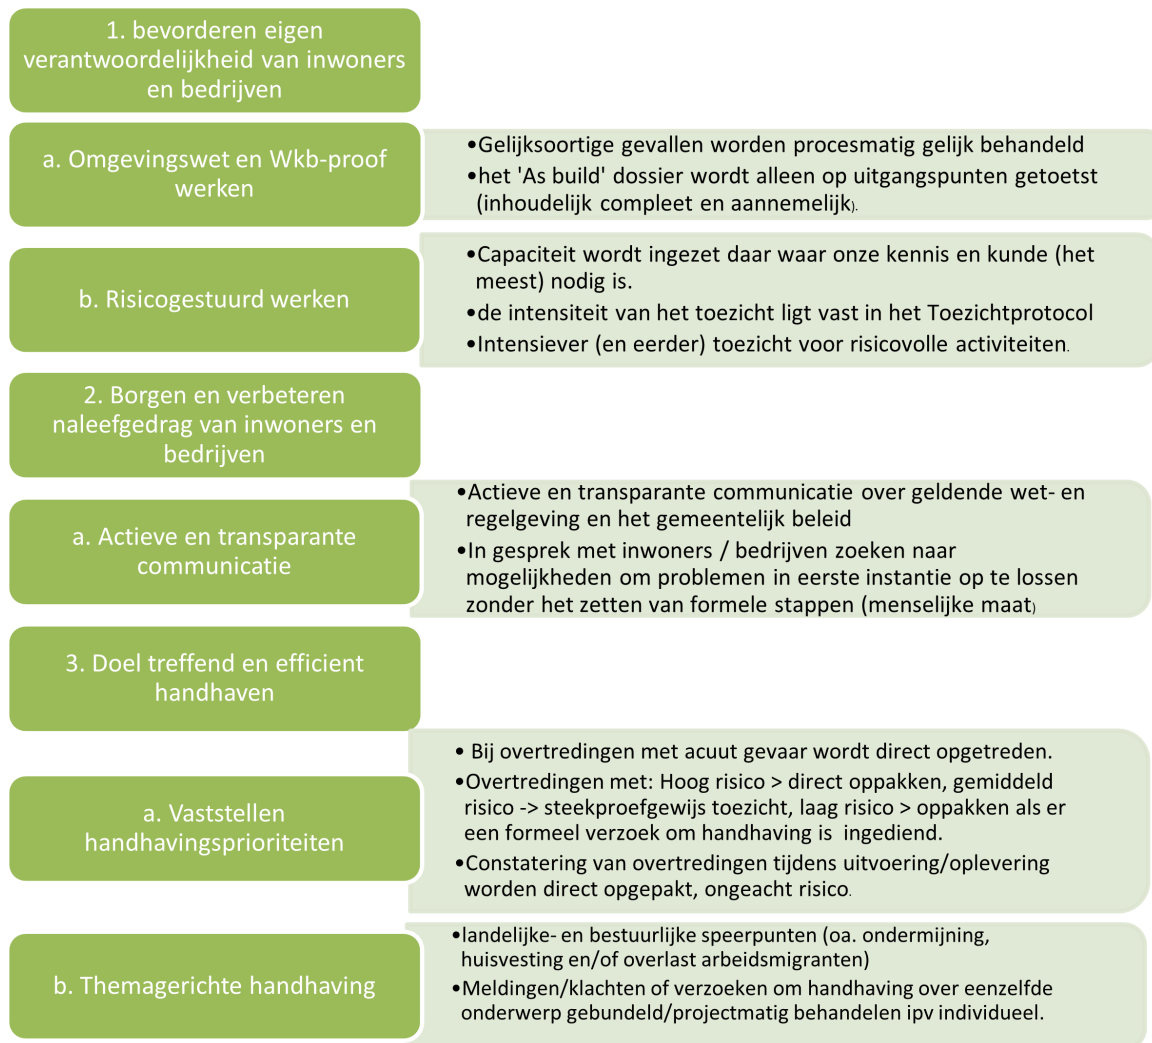 1. bevorderen eigen
verantwoordelijkheid van inwoners
en bedrijven
a. Omgevingswet en Wkb-proof
werken
•Gelijksoortige gevallen worden procesmatig gelijk behandeld
•het 'As build' dossier wordt alleen op uitgangspunten getoetst
(inhoudelijk compleet en aannemelijk).
b. Risicogestuurd werken
•Capaciteit wordt ingezet daar waar onze kennis en kunde (het
meest) nodig is.
•de intensiteit van het toezicht ligt vast in het Toezichtprotocol
•Intensiever (en eerder) toezicht voor risicovolle activiteiten.
2. Borgen en verbeteren
naleefgedrag van inwoners en
bedrijven
a. Actieve en transparante
communicatie
•Actieve en transparante communicatie over geldende wet- en
regelgeving en het gemeentelijk beleid
•In gesprek met inwoners / bedrijven zoeken naar
mogelijkheden om problemen in eerste instantie op te lossen
zonder het zetten van formele stappen (menselijke maat)
3. Doel treffend en efficient
handhaven
a. Vaststellen
handhavingsprioriteiten
• Bij overtredingen met acuut gevaar wordt direct opgetreden.
•Overtredingen met: Hoog risico > direct oppakken, gemiddeld
risico -> steekproefgewijs toezicht, laag risico > oppakken als er
een formeel verzoek om handhaving is ingediend.
•Constatering van overtredingen tijdens uitvoering/oplevering
worden direct opgepakt, ongeacht risico.
b. Themagerichte handhaving
•landelijke- en bestuurlijke speerpunten (oa. ondermijning,
huisvesting en/of overlast arbeidsmigranten)
•Meldingen/klachten of verzoeken om handhaving over eenzelfde
onderwerp gebundeld/projectmatig behandelen ipv individueel.